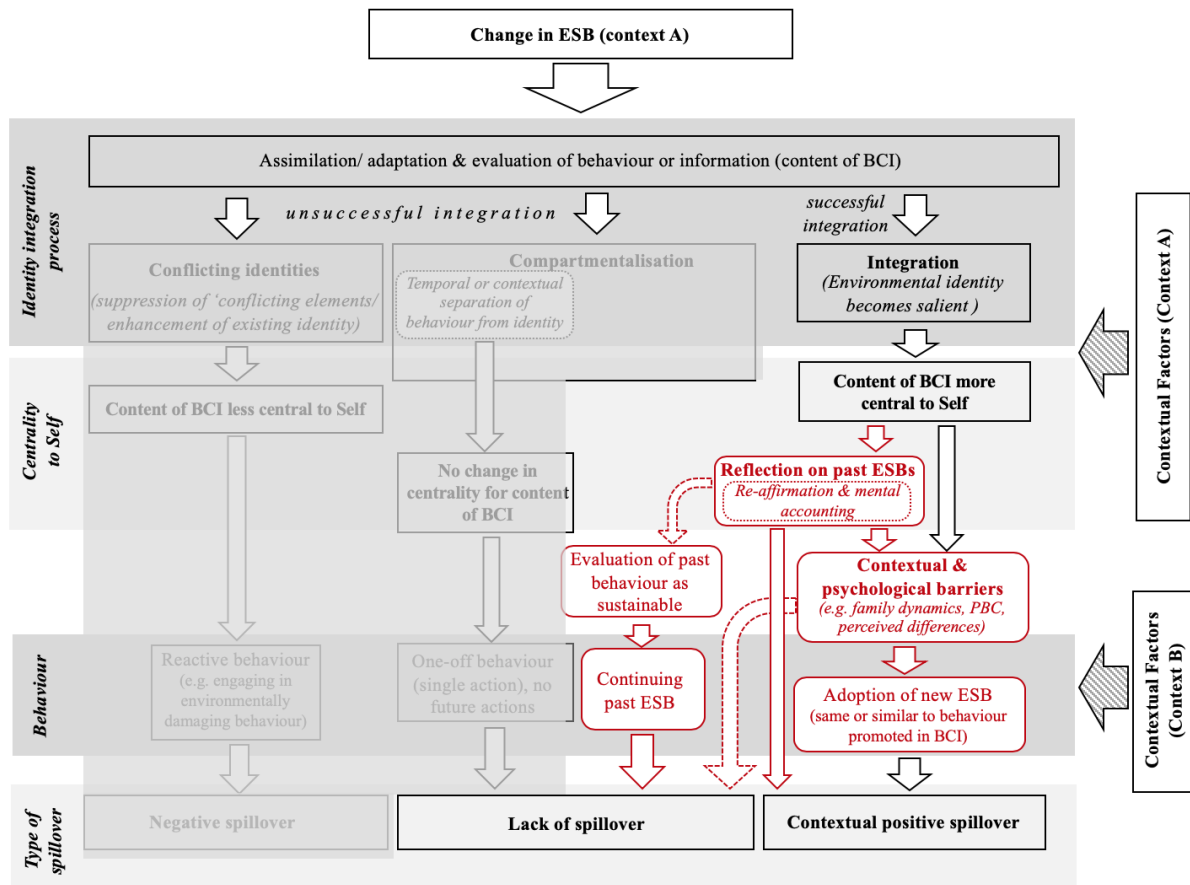 Change in ESB (context A)
Identity integration
process
Assimilation/ adaptation & evaluation of behaviour or information (content of BCI)
unsuccessful integration
successful
integration
Conflicting identities
(suppression of ‘conflicting elements/
enhancement of existing identity)
Compartmentalisation
Temporal or contextual
separation of
behaviour from identity
Integration
(Environmental identity
becomes salient )
Contextual Factors (Context A)
Centrality
to Self
Content of BCI less central to Self
No change in
centrality for content
of BCI
Content of BCI more
central to Self
Reflection on past ESBs
Re-affirmation & mental
accounting
Evaluation of past
behaviour as
sustainable
Contextual &
psychological barriers
(e.g. family dynamics, PBC,
perceived differences)
Contextual Factors
(Context B)
Behaviour
Reactive behaviour
(e.g. engaging in
environmentally
damaging behaviour)
One-off behaviour
(single action), no
future actions
Continuing
past ESB
Adoption of new ESB
(same or similar to behaviour
promoted in BCI)
Type of
spillover
Negative spillover
Lack of spillover
Contextual positive spillover